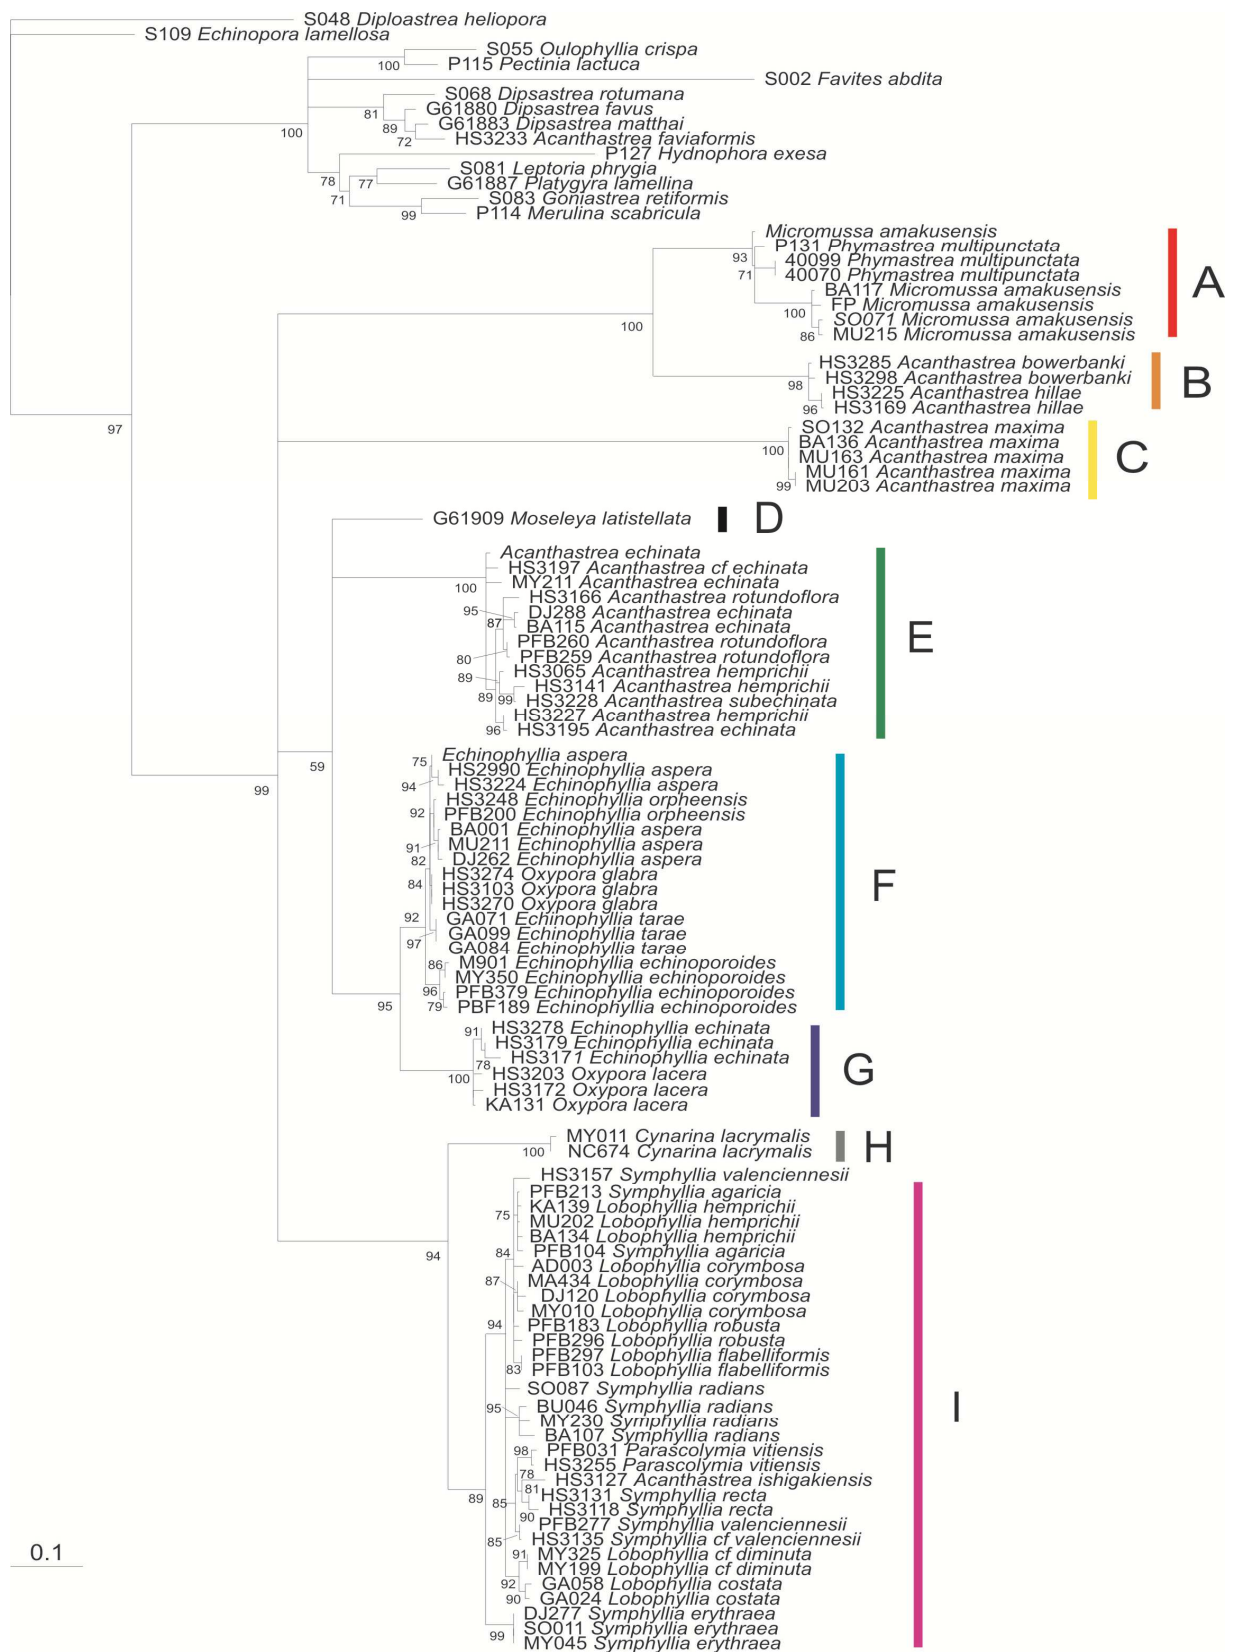 S048 Diploastrea heliopora
S109 Echinopora lamellosa
S055 Oulophyllia crispa
100 P115 Pectinia lactuca
S002 Favites abdita
S068 Dipsastrea rotumana
81 G61880 Dipsastrea favus
89 G61883 Dipsastrea matthai
100 72 HS3233 Acanthastrea faviaformis
P127 Hydnophora exesa
S081 Leptoria phrygia
78 77 G61887 Platygyra lamellina
71 S083 Goniastrea retiformis
99 P114 Merulina scabricula
Micromussa amakusensis
P131 Phymastrea multipunctata
93 40099 Phymastrea multipunctata
71 40070 Phymastrea multipunctata
A
BA117 Micromussa amakusensis
100 FP Micromussa amakusensis
SO071 Micromussa amakusensis
100
86 MU215 Micromussa amakusensis
HS3285 Acanthastrea bowerbanki
98 HS3298 Acanthastrea bowerbanki
B
HS3225 Acanthastrea hillae
96 HS3169 Acanthastrea hillae
97
SO132 Acanthastrea maxima
100 BA136 Acanthastrea maxima
MU163 Acanthastrea maxima
C
MU161 Acanthastrea maxima
99 MU203 Acanthastrea maxima
G61909 Moseleya latistellata
D
Acanthastrea echinata
HS3197 Acanthastrea cf echinata
100 MY211 Acanthastrea echinata
HS3166 Acanthastrea rotundoflora
95 DJ288 Acanthastrea echinata
87 BA115 Acanthastrea echinata
E
PFB260 Acanthastrea rotundoflora
80 PFB259 Acanthastrea rotundoflora
HS3065 Acanthastrea hemprichii
89 HS3141 Acanthastrea hemprichii
89 99 HS3228 Acanthastrea subechinata
HS3227 Acanthastrea hemprichii
96 HS3195 Acanthastrea echinata
Echinophyllia aspera
75 HS2990 Echinophyllia aspera
59
99
94 HS3224 Echinophyllia aspera
HS3248 Echinophyllia orpheensis
92 PFB200 Echinophyllia orpheensis
BA001 Echinophyllia aspera
91 MU211 Echinophyllia aspera
82 DJ262 Echinophyllia aspera
HS3274 Oxypora glabra
84 HS3103 Oxypora glabra
F
HS3270 Oxypora glabra
92 GA071 Echinophyllia tarae
97 GA099 Echinophyllia tarae
GA084 Echinophyllia tarae
86 M901 Echinophyllia echinoporoides
MY350 Echinophyllia echinoporoides
96 PFB379 Echinophyllia echinoporoides
95 79 PBF189 Echinophyllia echinoporoides
91 HS3278 Echinophyllia echinata
HS3179 Echinophyllia echinata
78 HS3171 Echinophyllia echinata
100 HS3203 Oxypora lacera
G
HS3172 Oxypora lacera
KA131 Oxypora lacera
MY011 Cynarina lacrymalis
100 NC674 Cynarina lacrymalis
H
HS3157 Symphyllia valenciennesii
PFB213 Symphyllia agaricia
KA139 Lobophyllia hemprichii
75 MU202 Lobophyllia hemprichii
BA134 Lobophyllia hemprichii
94 84 PFB104 Symphyllia agaricia
AD003 Lobophyllia corymbosa
87 MA434 Lobophyllia corymbosa
DJ120 Lobophyllia corymbosa
MY010 Lobophyllia corymbosa
94 PFB183 Lobophyllia robusta
PFB296 Lobophyllia robusta
PFB297 Lobophyllia flabelliformis
83 PFB103 Lobophyllia flabelliformis
SO087 Symphyllia radians
95 BU046 Symphyllia radians
I
MY230 Symphyllia radians
BA107 Symphyllia radians
98 PFB031 Parascolymia vitiensis
HS3255 Parascolymia vitiensis
78 HS3127 Acanthastrea ishigakiensis
81 HS3131 Symphyllia recta
89 85 90 HS3118 Symphyllia recta
PFB277 Symphyllia valenciennesii
85 HS3135 Symphyllia cf valenciennesii
0.1
91 MY325 Lobophyllia cf diminuta
MY199 Lobophyllia cf diminuta
92 GA058 Lobophyllia costata
90 GA024 Lobophyllia costata
DJ277 Symphyllia erythraea
SO011 Symphyllia erythraea
99 MY045 Symphyllia erythraea